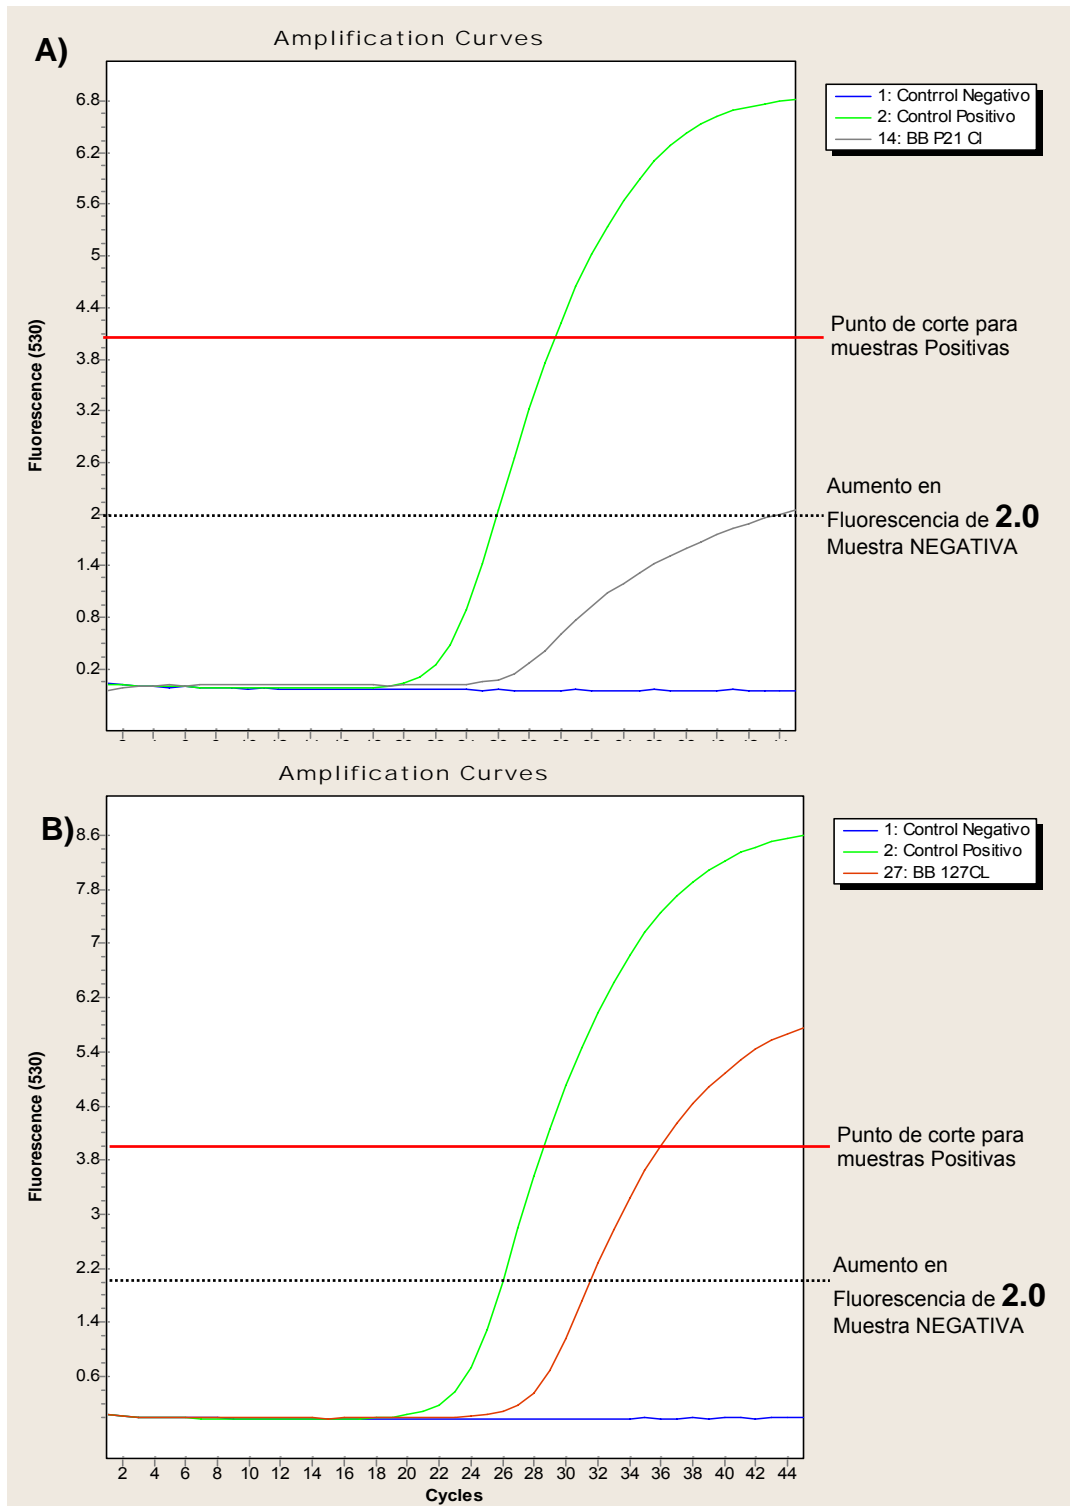 A)
Amplification Curves
1: Contrrol Negativo
2: Control Positivo
14: BB P21 Cl
6.8
6.2
5.6
5
4.4
3.8
3.2
2.6
2
1.4
0.8
0.2
Fluorescence (530)
Punto de corte para
muestras Positivas
Aumento en
Fluorescencia de 2.0
Muestra NEGATIVA
Amplification Curves
B)
1: Control Negativo
2: Control Positivo
27: BB 127CL
8.6
7.8
7
6.2
5.4
4.6
3.8
3
2.2
1.4
0.6
Fluorescence (530)
Punto de corte para
muestras Positivas
Aumento en
Fluorescencia de 2.0
Muestra NEGATIVA
2 4 6 8 10 12 14 16 18 20 22 24 26 28 30 32 34 36 38 40 42 44
Cycles